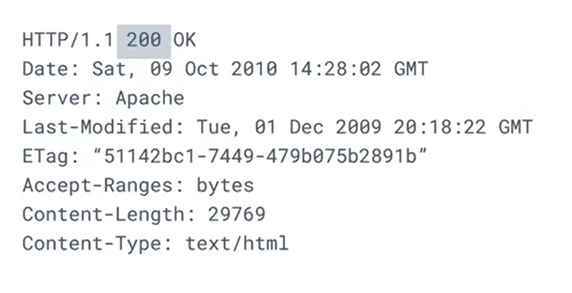 HTTP/1.1 200 OK
Date: Sat, 09 Oct 2010 14:28:02 GMT
Server: Apache
Last-Modified: Tue, 01 Dec 2009 20:18:22 GMT
ETag: “51142bc1-7449-479b075b2891b”
Accept-Ranges: bytes
Content-Length: 29769
Content-Type: text/html